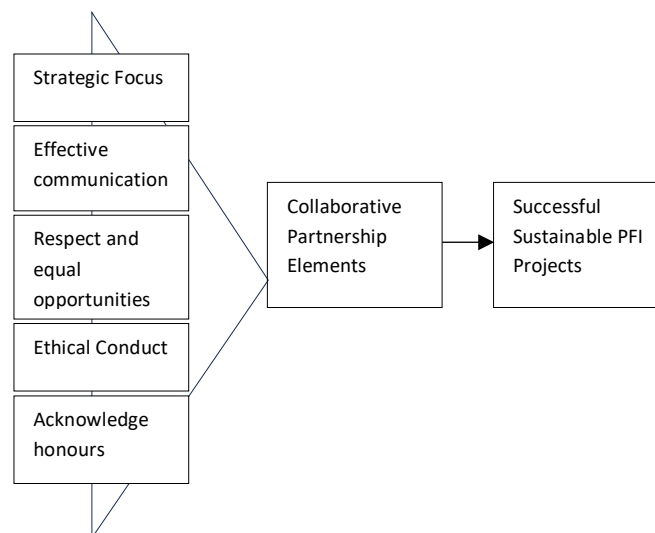 Strategic Focus
Effective
communication
Respect and
equal
opportunities
Ethical Conduct
Acknowledge
honours
Collaborative
Partnership
Elements
Successful
Sustainable PFI
Projects